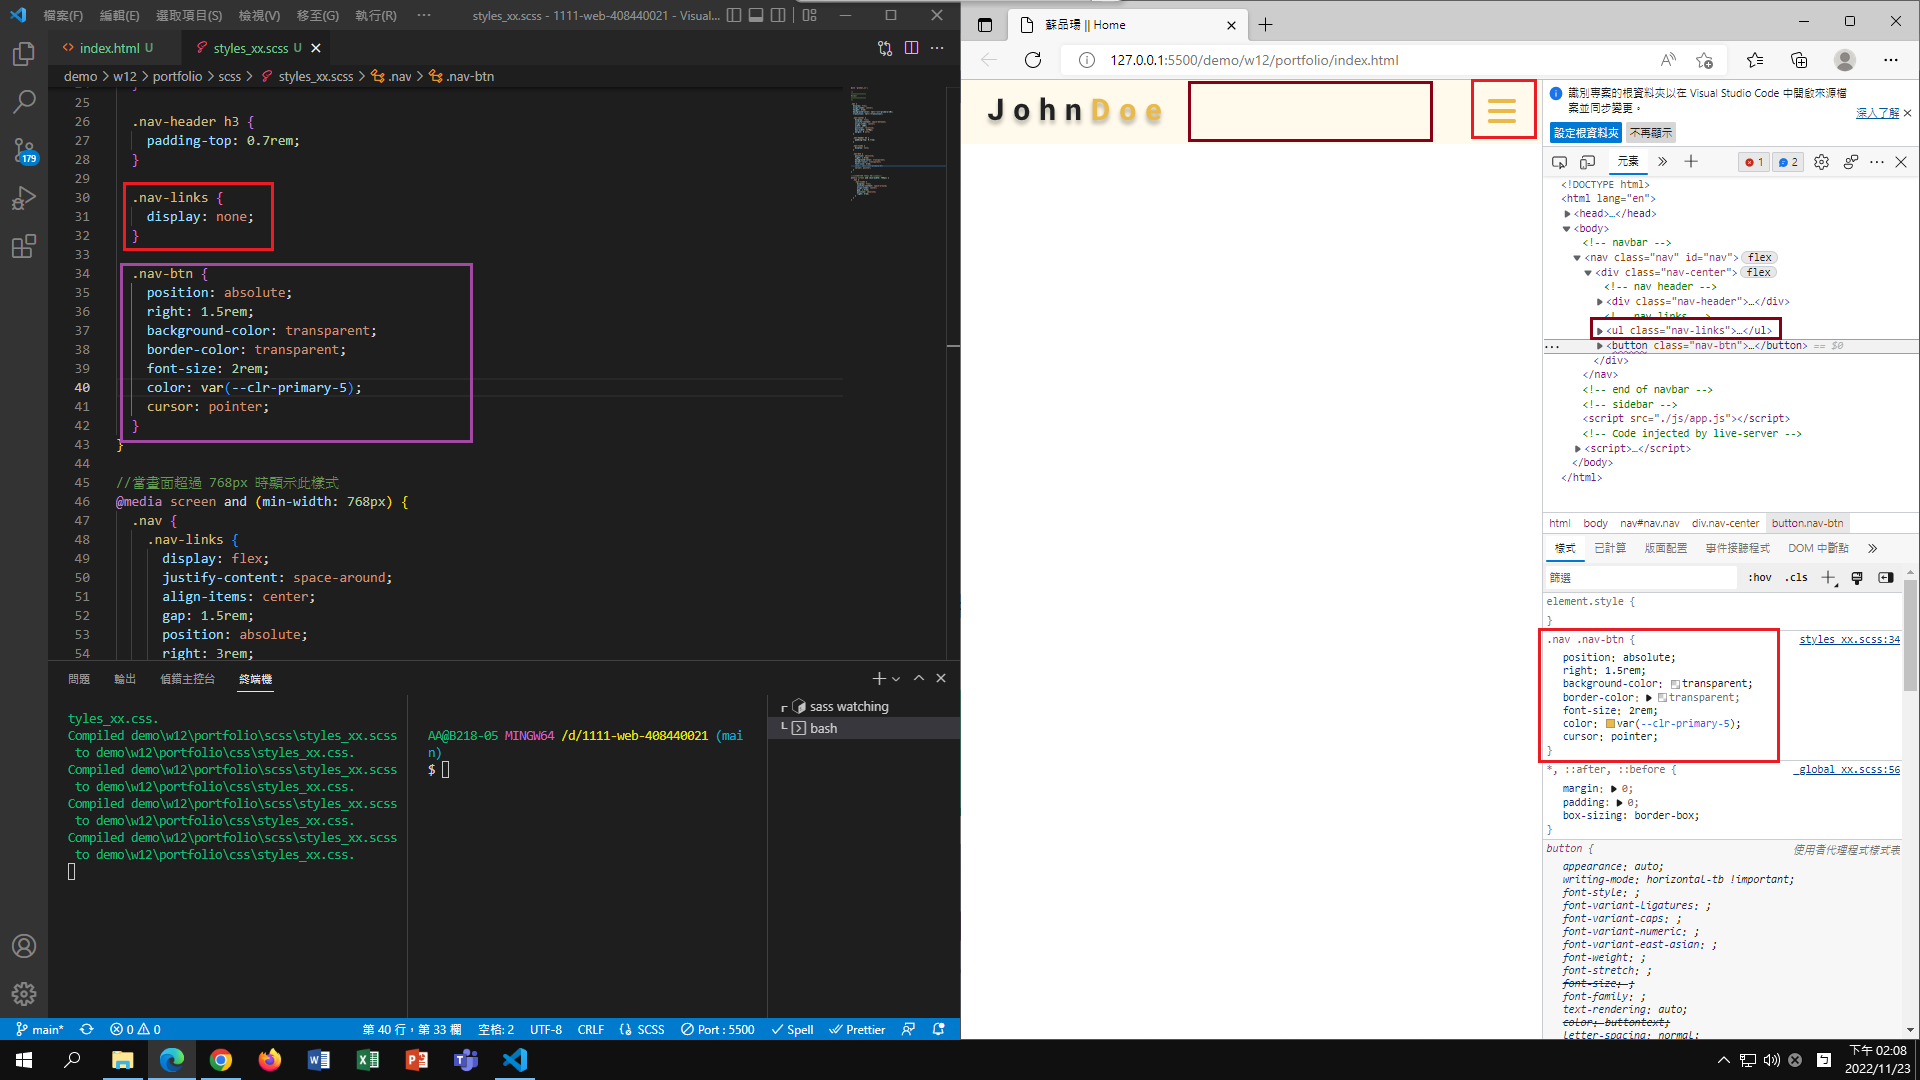 檔案(F) 編輯(E) 選取項目(S) 檢視(V) 移至(G) 執行(R) ··· styles_xx.scss - 1111-web-408440021 - Visual...
index.html U styles_xx.scss U
demo > w12 > portfolio > scss > styles_xx.scss > .nav > .nav-btn
25
26 .nav-header h3 {
27 padding-top: 0.7rem;
28 }
29
30 .nav-links {
31 display: none;
32 }
33
34 .nav-btn {
35 position: absolute;
36 right: 1.5rem;
37 background-color: transparent;
38 border-color: transparent;
39 font-size: 2rem;
40 color: var(--clr-primary-5);
41 cursor: pointer;
42 }
43 }
44
45 //當畫面超過 768px 時顯示此樣式
46 @media screen and (min-width: 768px) {
47 .nav {
48 .nav-links {
49 display: flex;
50 justify-content: space-around;
51 align-items: center;
52 gap: 1.5rem;
53 position: absolute;
54 right: 3rem;
179
問題 輸出 偵錯主控台 終端機
tyles_xx.css.
Compiled demo\w12\portfolio\scss\styles_xx.scss
to demo\w12\portfolio\css\styles_xx.css.
Compiled demo\w12\portfolio\scss\styles_xx.scss
to demo\w12\portfolio\css\styles_xx.css.
Compiled demo\w12\portfolio\scss\styles_xx.scss
to demo\w12\portfolio\css\styles_xx.css.
Compiled demo\w12\portfolio\scss\styles_xx.scss
to demo\w12\portfolio\css\styles_xx.css.
AA@B218-05 MINGW64 /d/1111-web-408440021 (mai
n)
$
sass watching
bash
main* 0 0 第 40 行，第 33 欄 空格: 2 UTF-8 CRLF SCSS Port : 5500 Spell Prettier
蘇品瑒 || Home
127.0.0.1:5500/demo/w12/portfolio/index.html
JohnDoe
識別專案的根資料夾以在 Visual Studio Code 中開啟來源檔
案並同步變更。
深入了解
設定根資料夾 不再顯示
元素 1 2
<!DOCTYPE html>
<html lang="en">
<head>…</head>
<body>
<!-- navbar -->
<nav class="nav" id="nav"> flex
<div class="nav-center"> flex
<!-- nav header -->
<div class="nav-header">…</div>
<!-- nav links -->
<ul class="nav-links">…</ul>
<button class="nav-btn">…</button> == $0
</div>
</nav>
<!-- end of navbar -->
<!-- sidebar -->
<script src="./js/app.js"></script>
<!-- Code injected by live-server -->
<script>…</script>
</body>
</html>
html body nav#nav.nav div.nav-center button.nav-btn
樣式 已計算 版面配置 事件接聽程式 DOM 中斷點
篩選 :hov .cls
element.style {
}
.nav .nav-btn { styles_xx.scss:34
position: absolute;
right: 1.5rem;
background-color: transparent;
border-color: transparent;
font-size: 2rem;
color: var(--clr-primary-5);
cursor: pointer;
}
*, ::after, ::before { _global_xx.scss:56
margin: 0;
padding: 0;
box-sizing: border-box;
}
button { 使用者代理程式樣式表
appearance: auto;
writing-mode: horizontal-tb !important;
font-style: ;
font-variant-ligatures: ;
font-variant-caps: ;
font-variant-numeric: ;
font-variant-east-asian: ;
font-weight: ;
font-stretch: ;
font-size: ;
font-family: ;
text-rendering: auto;
color: buttontext;
letter-spacing: normal;
下午 02:08
2022/11/23